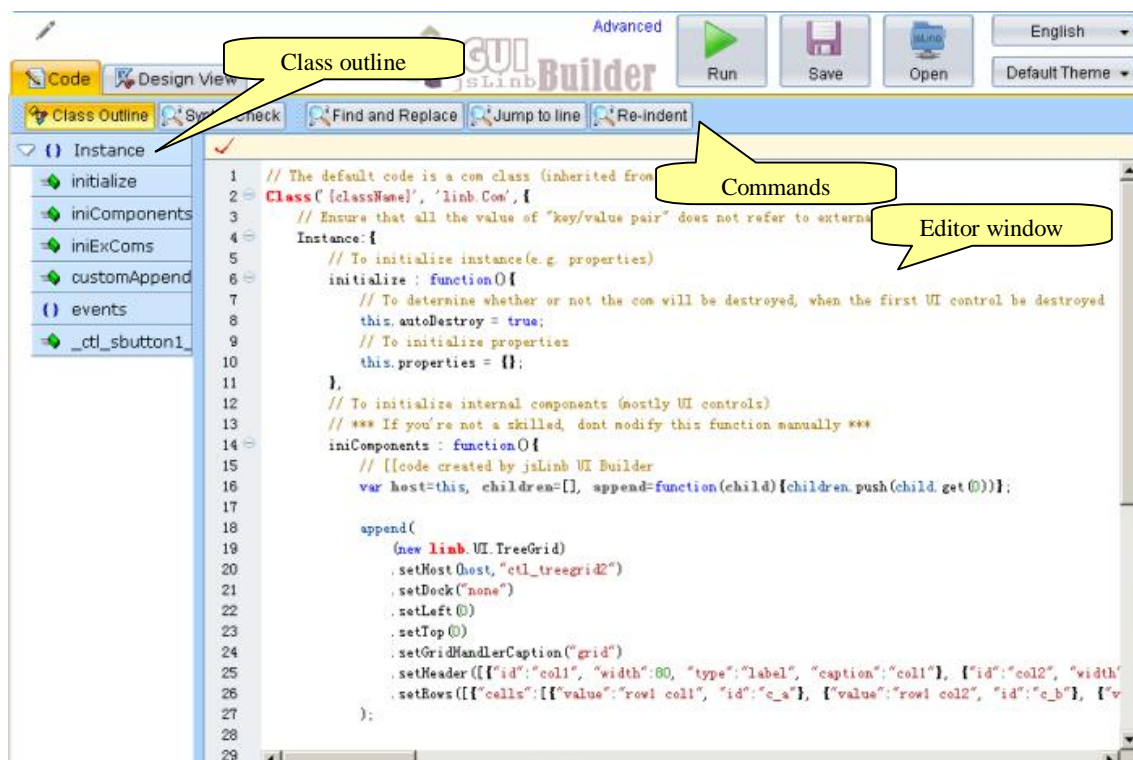 Advanced
GUI
jsLinb Builder
Run
Save
Open
English
Default Theme
Code
Design View
Class outline
Class Outline
Check
Find and Replace
Jump to line
Re-indent
Commands
Editor window
Instance
initialize
iniComponents
iniExComs
customAppend
events
_ctl_sbutton1_
1 // The default code is a com class (inherited from
2 Class('{className}', 'linb.Com',{
3 // Ensure that all the value of "key/value pair" does not refer to externa
4 Instance:{
5 // To initialize instance(e.g. properties)
6 initialize : function(){
7 // To determine whether or not the com will be destroyed, when the first UI control be destroyed
8 this.autoDestroy = true;
9 // To initialize properties
10 this.properties = {};
11 },
12 // To initialize internal components (mostly UI controls)
13 // *** If you're not a skilled, dont modify this function manually ***
14 iniComponents : function(){
15 // [[code created by jsLinb UI Builder
16 var host=this, children=[], append=function(child){children.push(child.get(0))};
17
18 append(
19 (new linb.UI.TreeGrid)
20 .setHost(host,"ctl_treegrid2")
21 .setDock("none")
22 .setLeft(0)
23 .setTop(0)
24 .setGridHandlerCaption("grid")
25 .setHeader([{"id":"col1", "width":80, "type":"label", "caption":"col1"}, {"id":"col2", "width"
26 .setRows([{"cells":[{"value":"row1 col1", "id":"c_a"}, {"value":"row1 col2", "id":"c_b"}, {"v
27 );
28
29